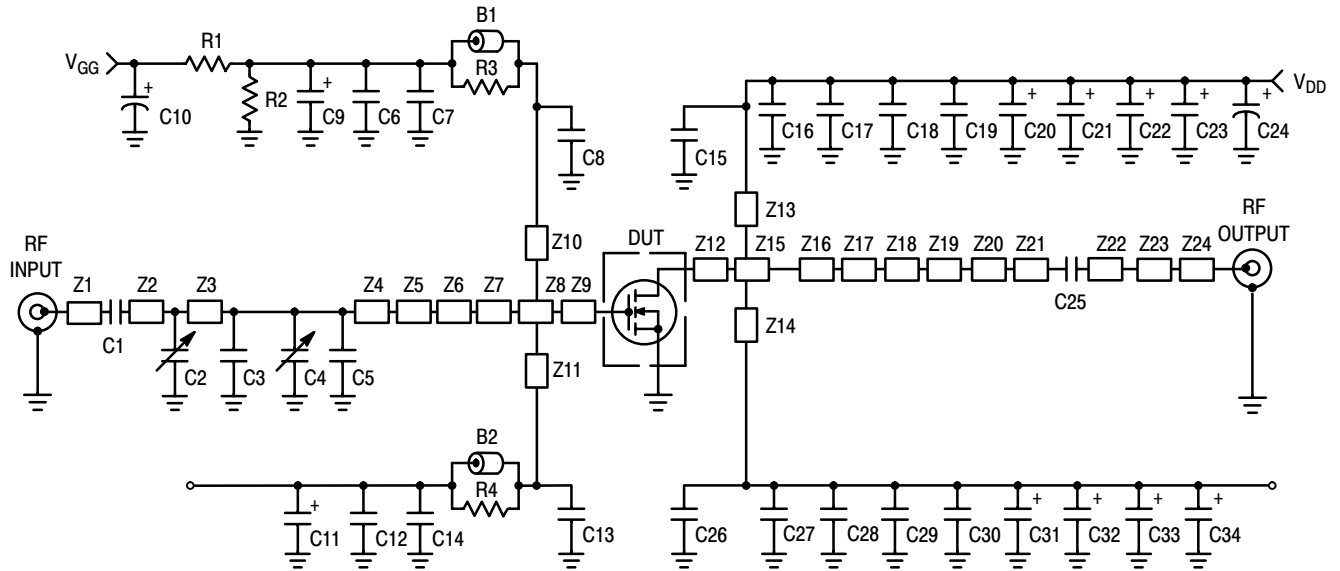 B1
R1
VGG
R3
R2
C10
C9
C6
C7
C8
VDD
C15
C16
C17
C18
C19
C20
C21
C22
C23
C24
+
+
+
+
+
+
+
Z13
RF
OUTPUT
Z10
DUT
Z12
Z15
Z16
Z17
Z18
Z19
Z20
Z21
Z22
Z23
Z24
C25
RF
INPUT
Z1
C1
Z2
Z3
Z4
Z5
Z6
Z7
Z8
Z9
Z14
Z11
C2
C3
C4
C5
B2
R4
+
+
+
+
+
C11
C12
C14
C13
C26
C27
C28
C29
C30
C31
C32
C33
C34